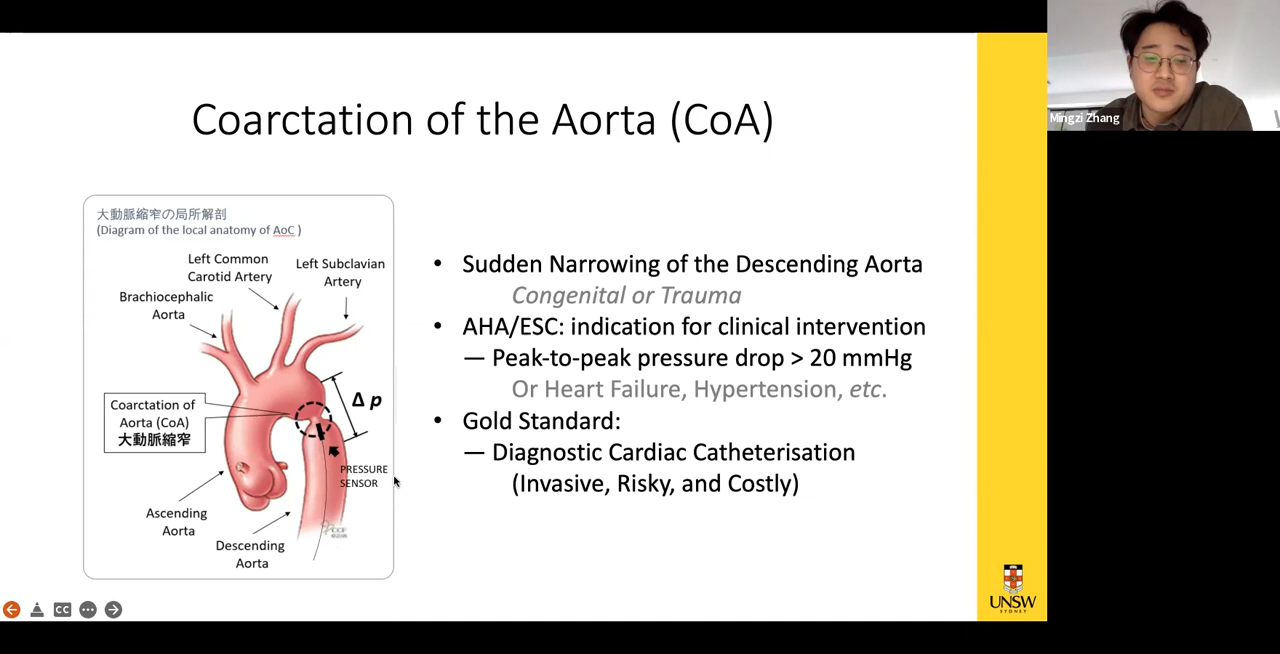 Coarctation of the Aorta (CoA)
Mingzi Zhang
大動脈縮窄の局所解剖
(Diagram of the local anatomy of AoC )
Left Common
Carotid Artery
Left Subclavian
Artery
Brachiocephalic
Aorta
Δ p
Coarctation of
Aorta (CoA)
大動脈縮窄
PRESSURE
SENSOR
Ascending
Aorta
Descending
Aorta
• Sudden Narrowing of the Descending Aorta
Congenital or Trauma
• AHA/ESC: indication for clinical intervention
— Peak-to-peak pressure drop > 20 mmHg
Or Heart Failure, Hypertension, etc.
• Gold Standard:
— Diagnostic Cardiac Catheterisation
(Invasive, Risky, and Costly)
CC
UNSW
SYDNEY